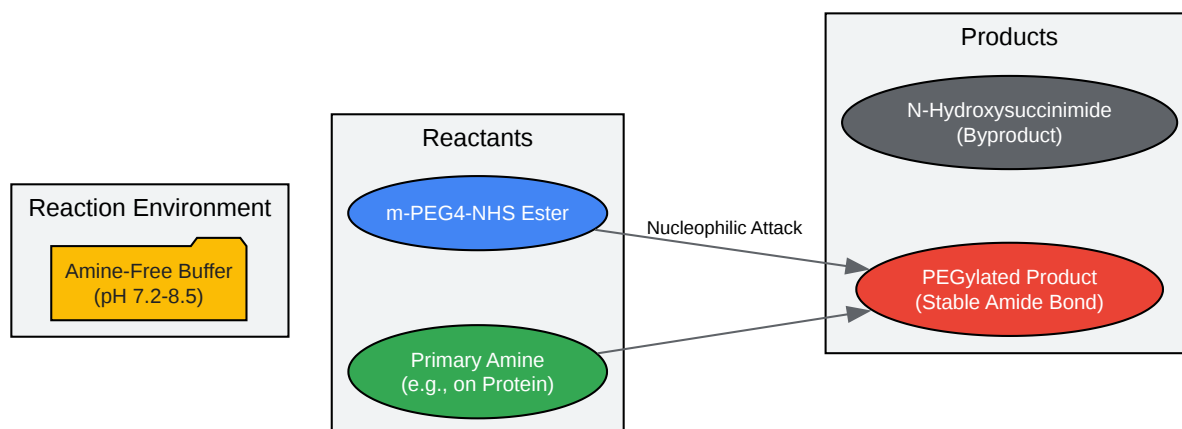 Reaction Environment
Amine-Free Buffer
(pH 7.2-8.5)
Reactants
m-PEG4-NHS Ester
Primary Amine
(e.g., on Protein)
Nucleophilic Attack
Products
N-Hydroxysuccinimide
(Byproduct)
PEGylated Product
(Stable Amide Bond)